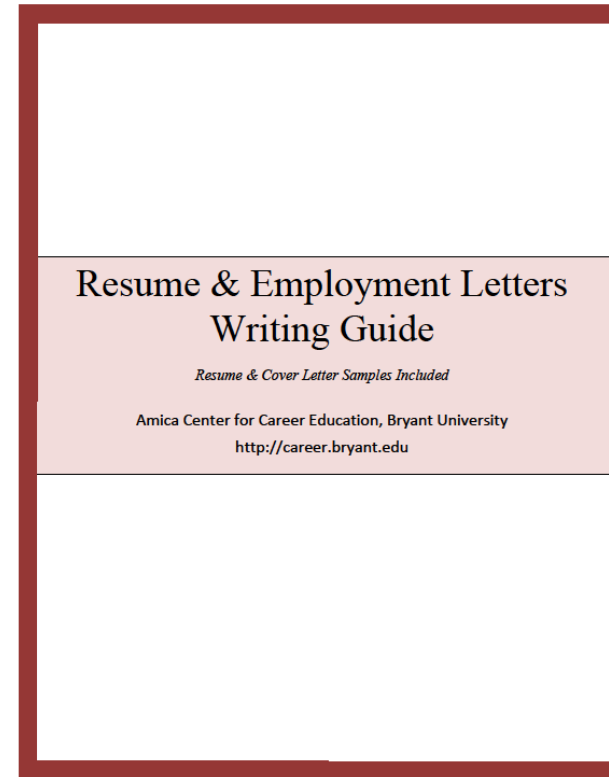 Resume & Employment Letters
Writing Guide
Resume & Cover Letter Samples Included
Amica Center for Career Education, Bryant University
http://career.bryant.edu